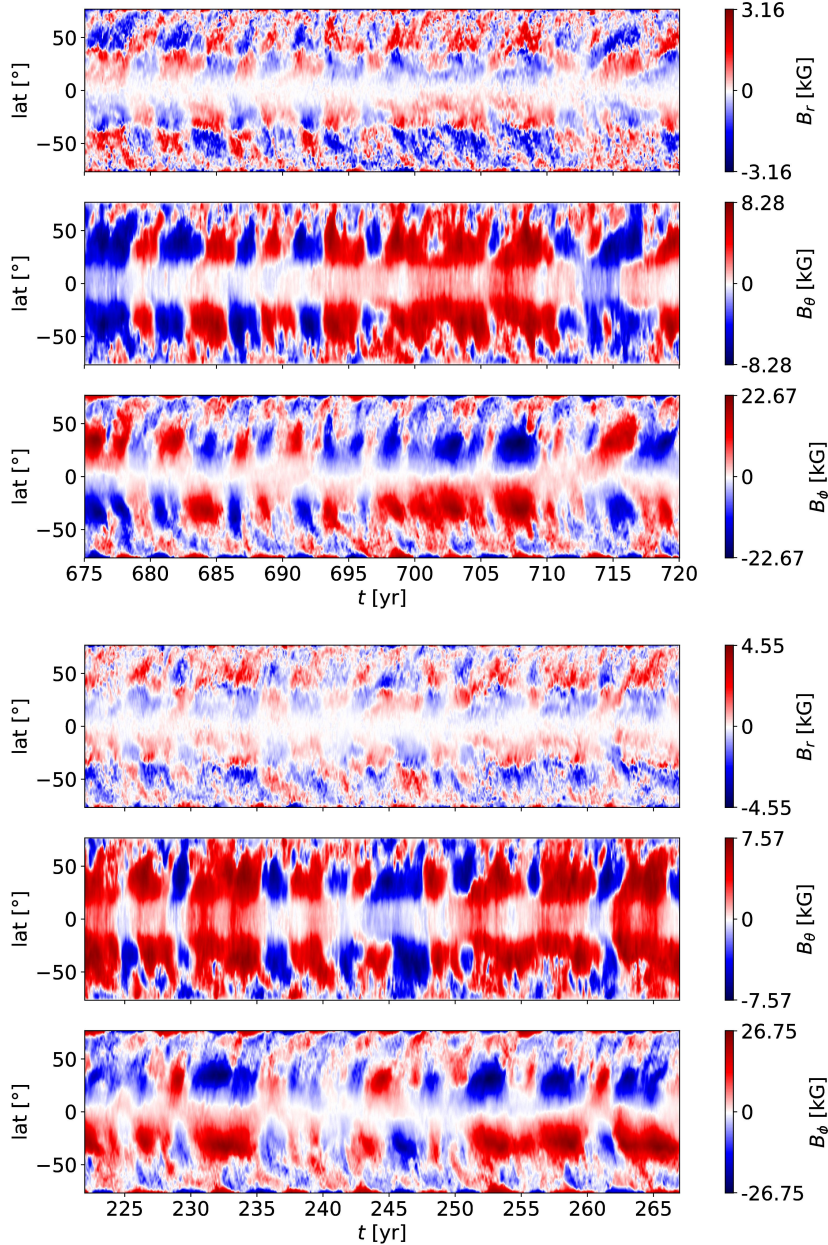 3.16
50
0
−50
lat [°]
0
B_r [kG]
-3.16
8.28
50
0
−50
lat [°]
0
B_θ [kG]
-8.28
22.67
50
0
−50
lat [°]
0
B_ϕ [kG]
-22.67
675 680 685 690 695 700 705 710 715 720
t [yr]
4.55
50
0
−50
lat [°]
0
B_r [kG]
-4.55
7.57
50
0
−50
lat [°]
0
B_θ [kG]
-7.57
26.75
50
0
−50
lat [°]
0
B_ϕ [kG]
-26.75
225 230 235 240 245 250 255 260 265
t [yr]